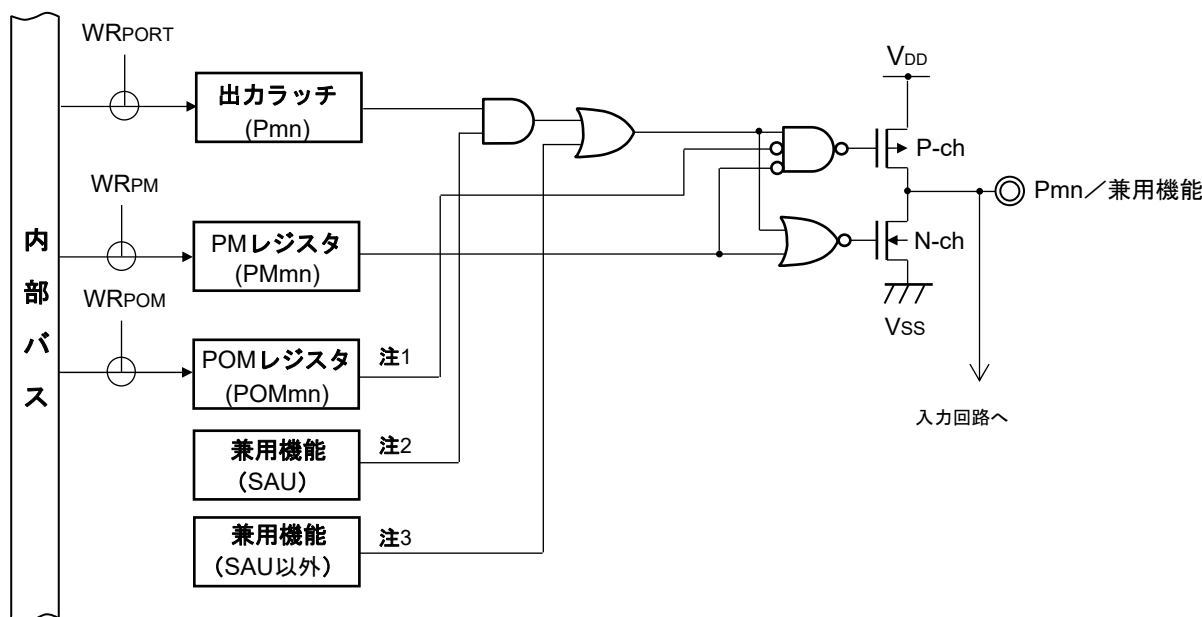 WRPORT
出力ラッチ
(Pmn)
VDD
P-ch
Pmn／兼用機能
WRPM
PMレジスタ
(PMmn)
N-ch
VSS
内部バス
WRPOM
POMレジスタ
(POMmn)
注1
入力回路へ
兼用機能
（SAU）
注2
兼用機能
（SAU以外）
注3